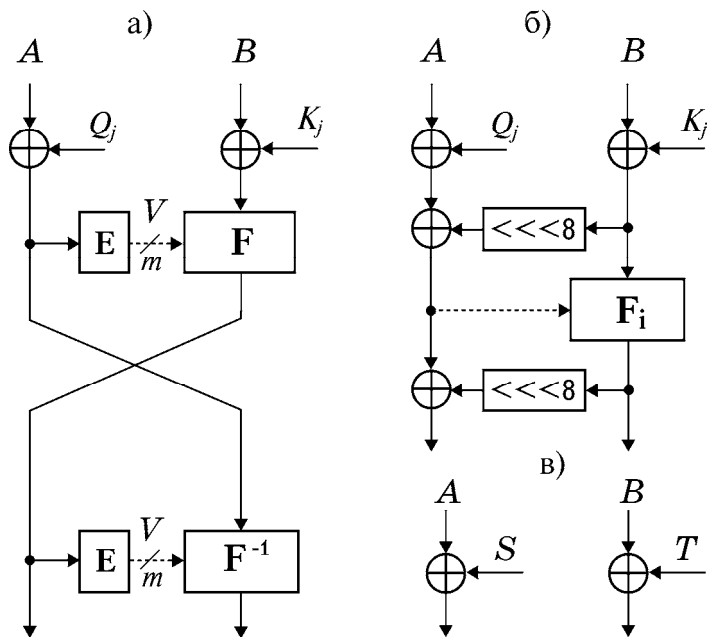 а)
A B
Q_j K_j
E V m F
E V m F⁻¹
б)
A B
Q_j K_j
<<<8
F_i
<<<8
в)
A B
S T